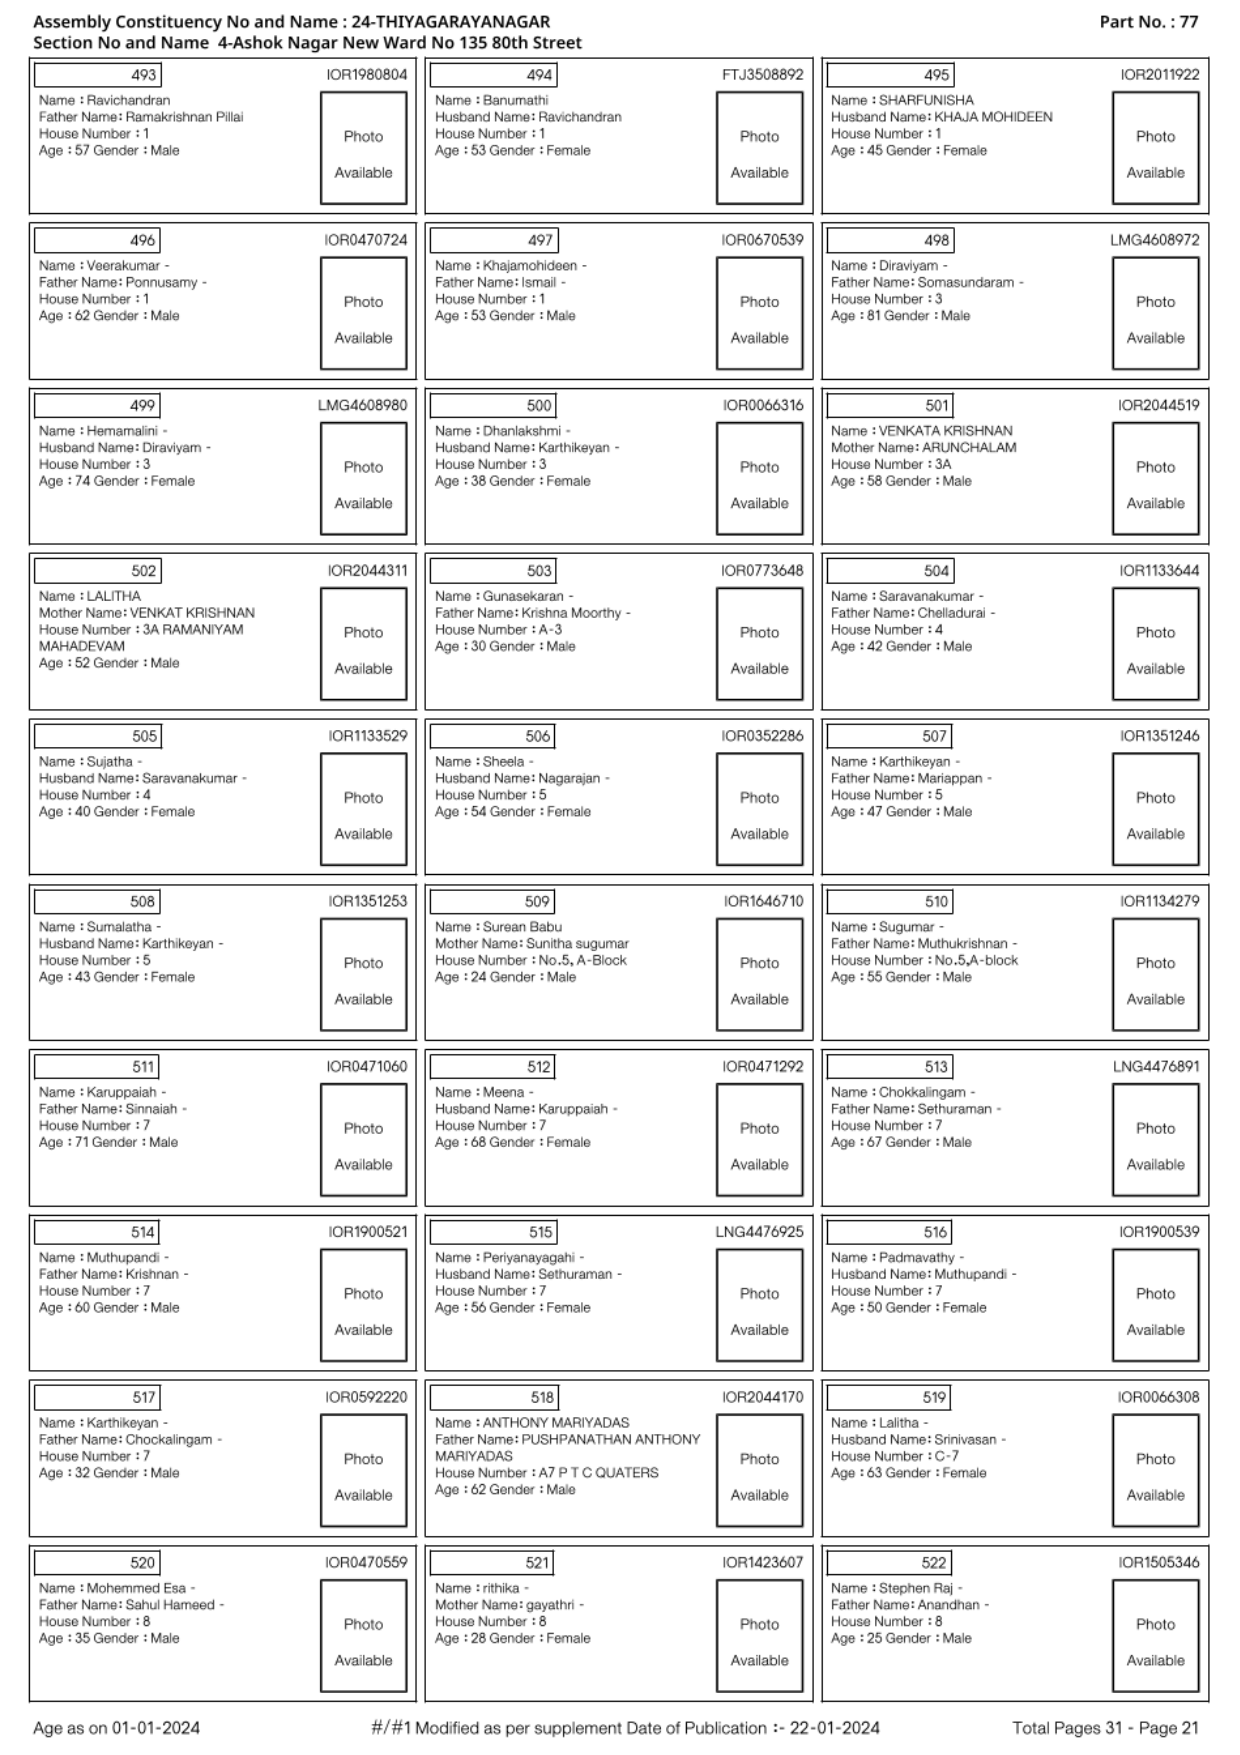 Assembly Constituency No and Name : 24-THIYAGARAYANAGAR
Part No. : 77
Section No and Name 4-Ashok Nagar New Ward No 135 80th Street
493
IOR1980804
Name : Ravichandran
Father Name: Ramakrishnan Pillai
House Number : 1
Age : 57 Gender : Male
Photo
Available
494
FTJ3508892
Name : Banumathi
Husband Name: Ravichandran
House Number : 1
Age : 53 Gender : Female
Photo
Available
495
IOR2011922
Name : SHARFUNISHA
Husband Name: KHAJA MOHIDEEN
House Number : 1
Age : 45 Gender : Female
Photo
Available
496
IOR0470724
Name : Veerakumar -
Father Name: Ponnusamy -
House Number : 1
Age : 62 Gender : Male
Photo
Available
497
IOR0670539
Name : Khajamohideen -
Father Name: Ismail -
House Number : 1
Age : 53 Gender : Male
Photo
Available
498
LMG4608972
Name : Diraviyam -
Father Name: Somasundaram -
House Number : 3
Age : 81 Gender : Male
Photo
Available
499
LMG4608980
Name : Hemamalini -
Husband Name: Diraviyam -
House Number : 3
Age : 74 Gender : Female
Photo
Available
500
IOR0066316
Name : Dhanlakshmi -
Husband Name: Karthikeyan -
House Number : 3
Age : 38 Gender : Female
Photo
Available
501
IOR2044519
Name : VENKATA KRISHNAN
Mother Name: ARUNCHALAM
House Number : 3A
Age : 58 Gender : Male
Photo
Available
502
IOR2044311
Name : LALITHA
Mother Name: VENKAT KRISHNAN
House Number : 3A RAMANIYAM
MAHADEVAM
Age : 52 Gender : Male
Photo
Available
503
IOR0773648
Name : Gunasekaran -
Father Name: Krishna Moorthy -
House Number : A-3
Age : 30 Gender : Male
Photo
Available
504
IOR1133644
Name : Saravanakumar -
Father Name: Chelladurai -
House Number : 4
Age : 42 Gender : Male
Photo
Available
505
IOR1133529
Name : Sujatha -
Husband Name: Saravanakumar -
House Number : 4
Age : 40 Gender : Female
Photo
Available
506
IOR0352286
Name : Sheela -
Husband Name: Nagarajan -
House Number : 5
Age : 54 Gender : Female
Photo
Available
507
IOR1351246
Name : Karthikeyan -
Father Name: Mariappan -
House Number : 5
Age : 47 Gender : Male
Photo
Available
508
IOR1351253
Name : Sumalatha -
Husband Name: Karthikeyan -
House Number : 5
Age : 43 Gender : Female
Photo
Available
509
IOR1646710
Name : Surean Babu
Mother Name: Sunitha sugumar
House Number : No.5, A-Block
Age : 24 Gender : Male
Photo
Available
510
IOR1134279
Name : Sugumar -
Father Name: Muthukrishnan -
House Number : No.5,A-block
Age : 55 Gender : Male
Photo
Available
511
IOR0471060
Name : Karuppaiah -
Father Name: Sinnaiah -
House Number : 7
Age : 71 Gender : Male
Photo
Available
512
IOR0471292
Name : Meena -
Husband Name: Karuppaiah -
House Number : 7
Age : 68 Gender : Female
Photo
Available
513
LNG4476891
Name : Chokkalingam -
Father Name: Sethuraman -
House Number : 7
Age : 67 Gender : Male
Photo
Available
514
IOR1900521
Name : Muthupandi -
Father Name: Krishnan -
House Number : 7
Age : 60 Gender : Male
Photo
Available
515
LNG4476925
Name : Periyanayagahi -
Husband Name: Sethuraman -
House Number : 7
Age : 56 Gender : Female
Photo
Available
516
IOR1900539
Name : Padmavathy -
Husband Name: Muthupandi -
House Number : 7
Age : 50 Gender : Female
Photo
Available
517
IOR0592220
Name : Karthikeyan -
Father Name: Chockalingam -
House Number : 7
Age : 32 Gender : Male
Photo
Available
518
IOR2044170
Name : ANTHONY MARIYADAS
Father Name: PUSHPANATHAN ANTHONY
MARIYADAS
House Number : A7 P T C QUATERS
Age : 62 Gender : Male
Photo
Available
519
IOR0066308
Name : Lalitha -
Husband Name: Srinivasan -
House Number : C-7
Age : 63 Gender : Female
Photo
Available
520
IOR0470559
Name : Mohemmed Esa -
Father Name: Sahul Hameed -
House Number : 8
Age : 35 Gender : Male
Photo
Available
521
IOR1423607
Name : rithika -
Mother Name: gayathri -
House Number : 8
Age : 28 Gender : Female
Photo
Available
522
IOR1505346
Name : Stephen Raj -
Father Name: Anandhan -
House Number : 8
Age : 25 Gender : Male
Photo
Available
Age as on 01-01-2024
#/#1 Modified as per supplement Date of Publication :- 22-01-2024
Total Pages 31 - Page 21